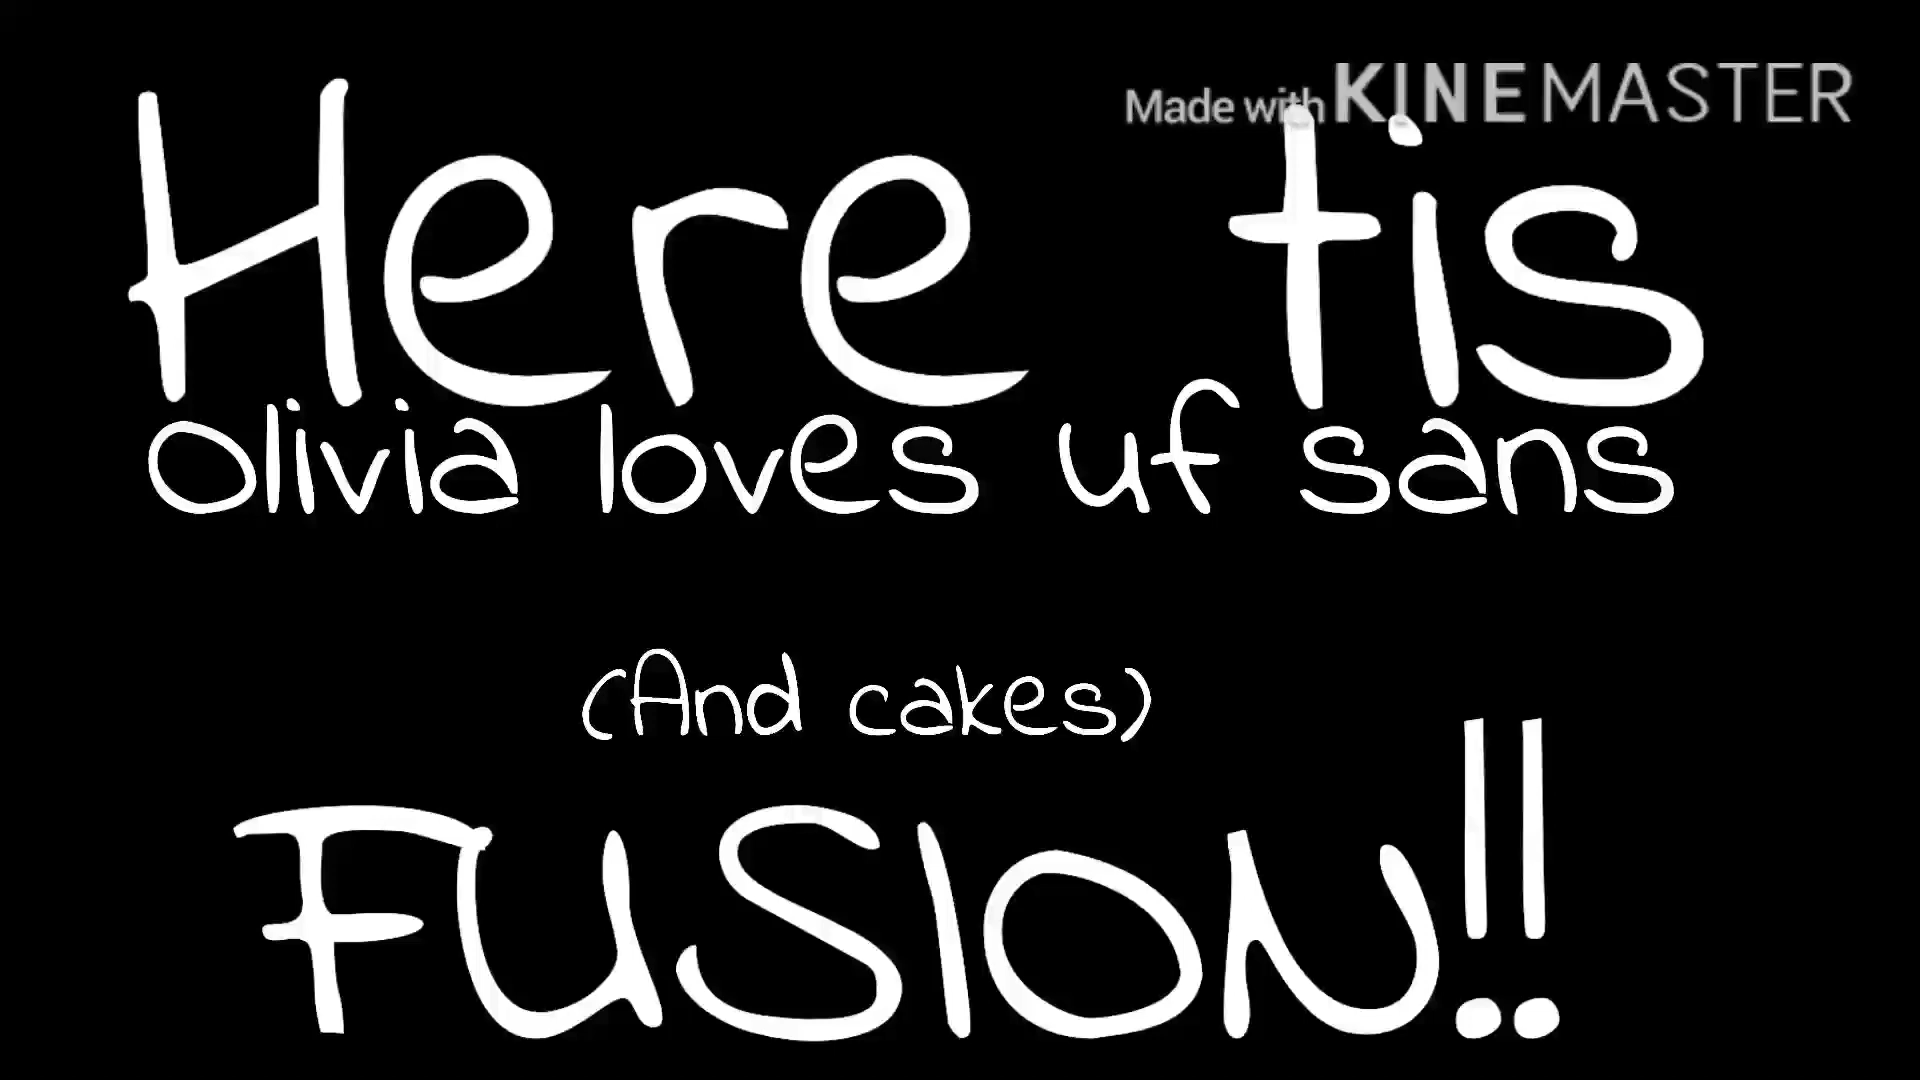 Made with KINEMASTER
Here tis
olivia loves uf sans
(And cakes)
FUSION!!